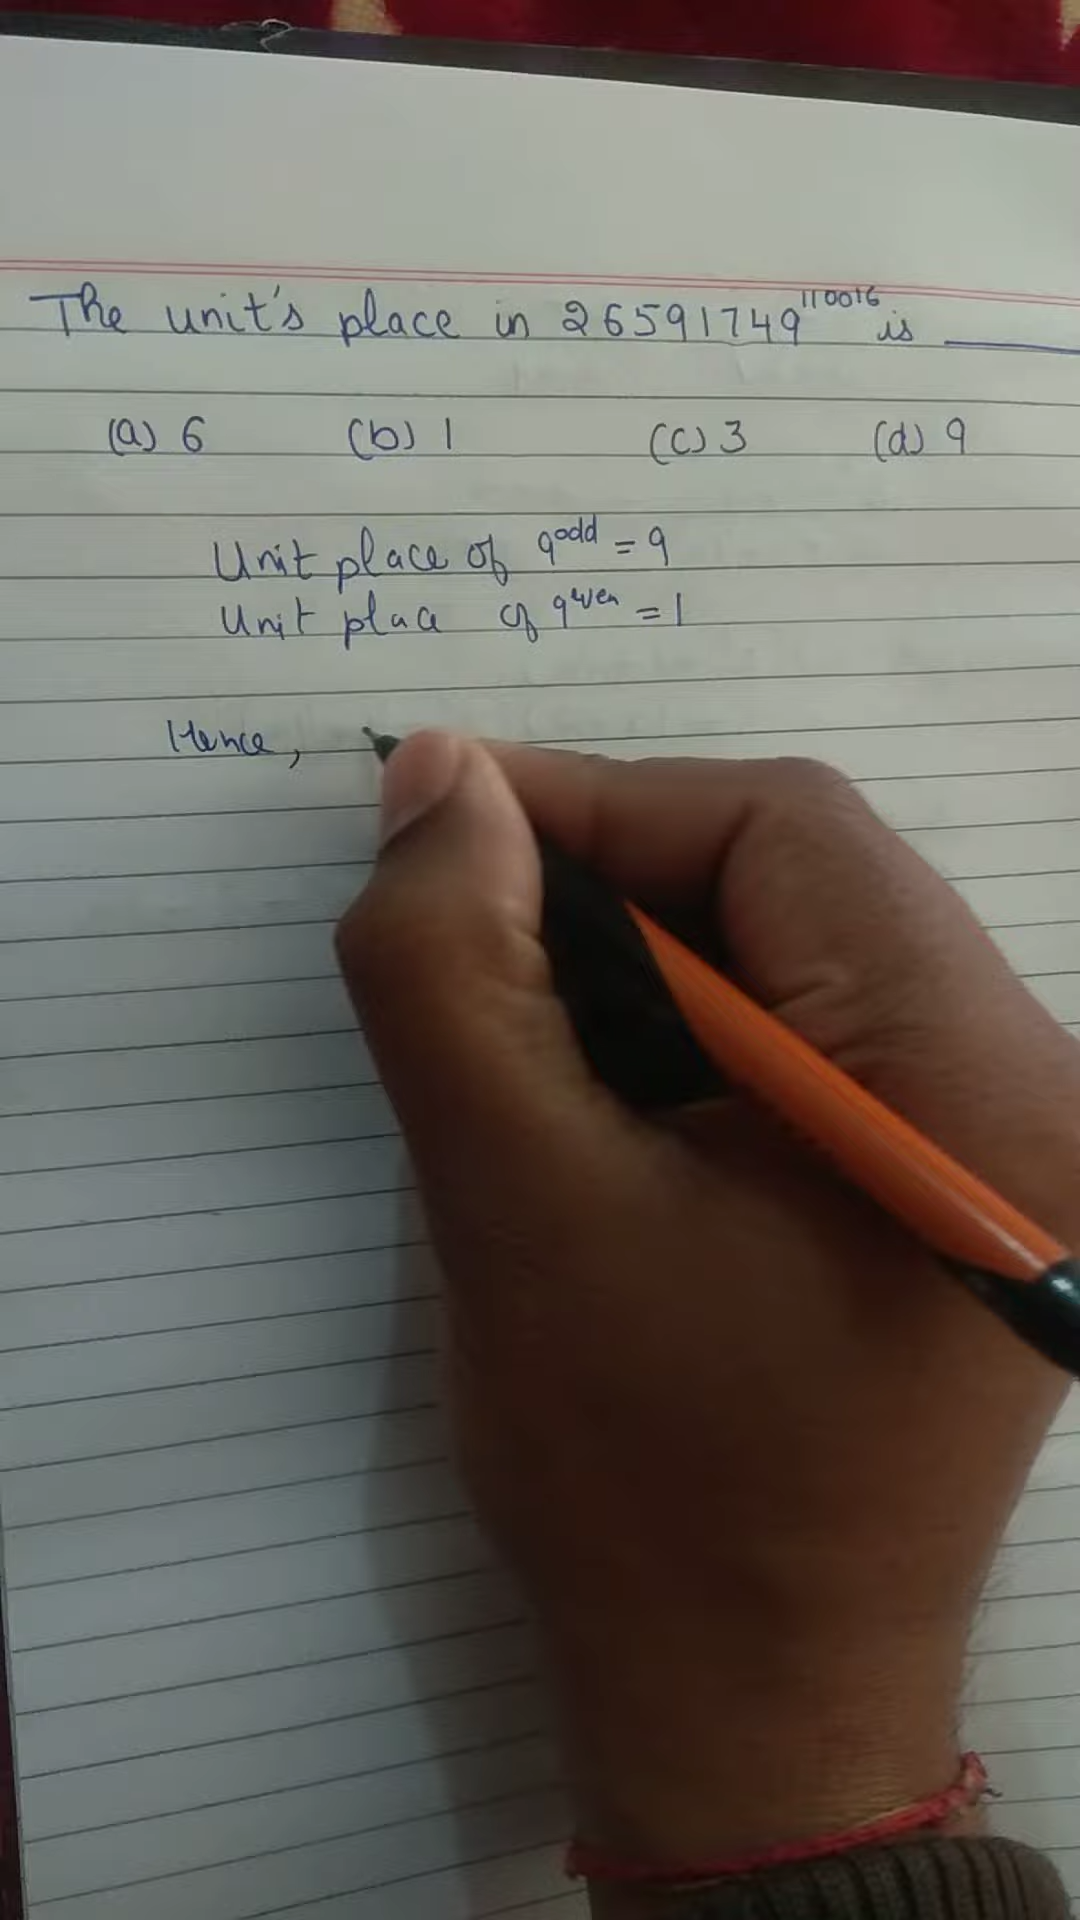 The unit's place in 26591749^110016 is ____
(a) 6 (b) 1 (c) 3 (d) 9
Unit place of 9^odd = 9
Unit place of 9^even = 1
Hence,